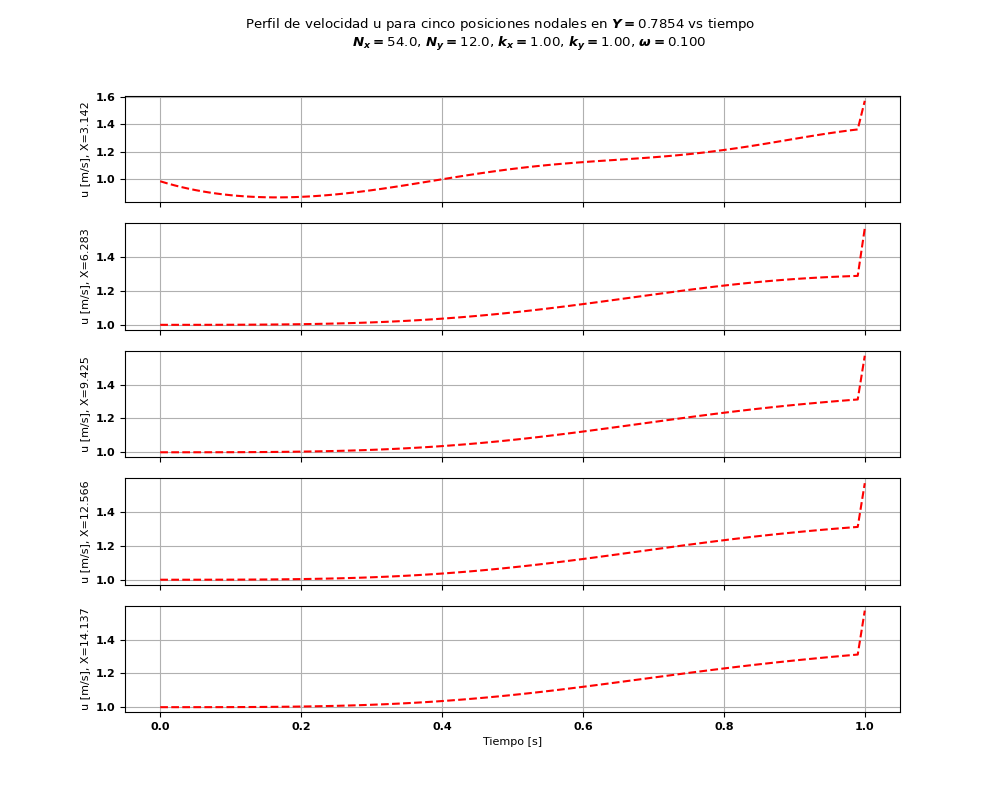 Perfil de velocidad u para cinco posiciones nodales en Y = 0.7854 vs tiempo
Nx = 54.0, Ny = 12.0, kx = 1.00, ky = 1.00, ω = 0.100
1.6
1.4
1.2
1.0
u [m/s], X=3.142
1.4
1.2
1.0
u [m/s], X=6.283
1.4
1.2
1.0
u [m/s], X=9.425
1.4
1.2
1.0
u [m/s], X=12.566
1.4
1.2
1.0
u [m/s], X=14.137
0.0 0.2 0.4 0.6 0.8 1.0
Tiempo [s]